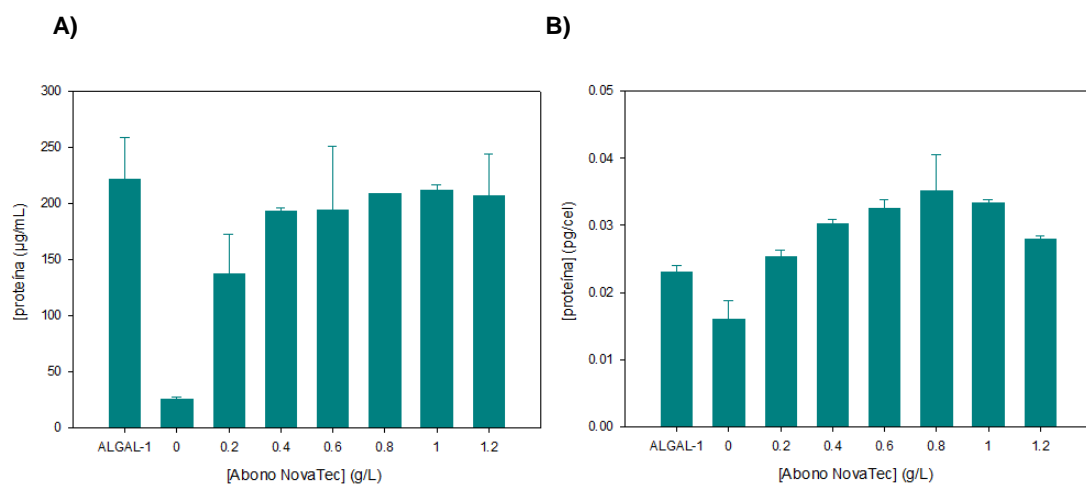 A)
B)
300
250
200
150
100
50
0
[proteína (µg/mL)
ALGAL-1 0 0.2 0.4 0.6 0.8 1 1.2
[Abono NovaTec] (g/L)
0.05
0.04
0.03
0.02
0.01
0.00
[proteína] (pg/cel)
ALGAL-1 0 0.2 0.4 0.6 0.8 1 1.2
[Abono NovaTec] (g/L)